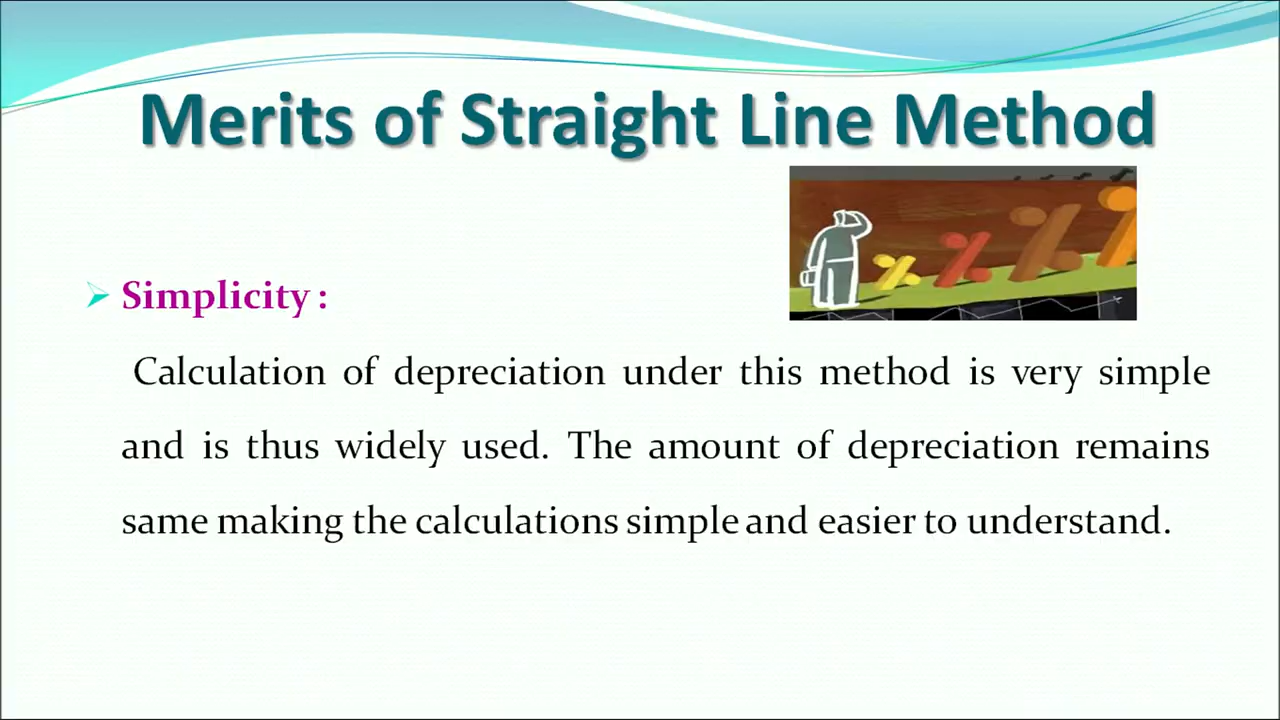 Merits of Straight Line Method
Simplicity :
Calculation of depreciation under this method is very simple
and is thus widely used. The amount of depreciation remains
same making the calculations simple and easier to understand.